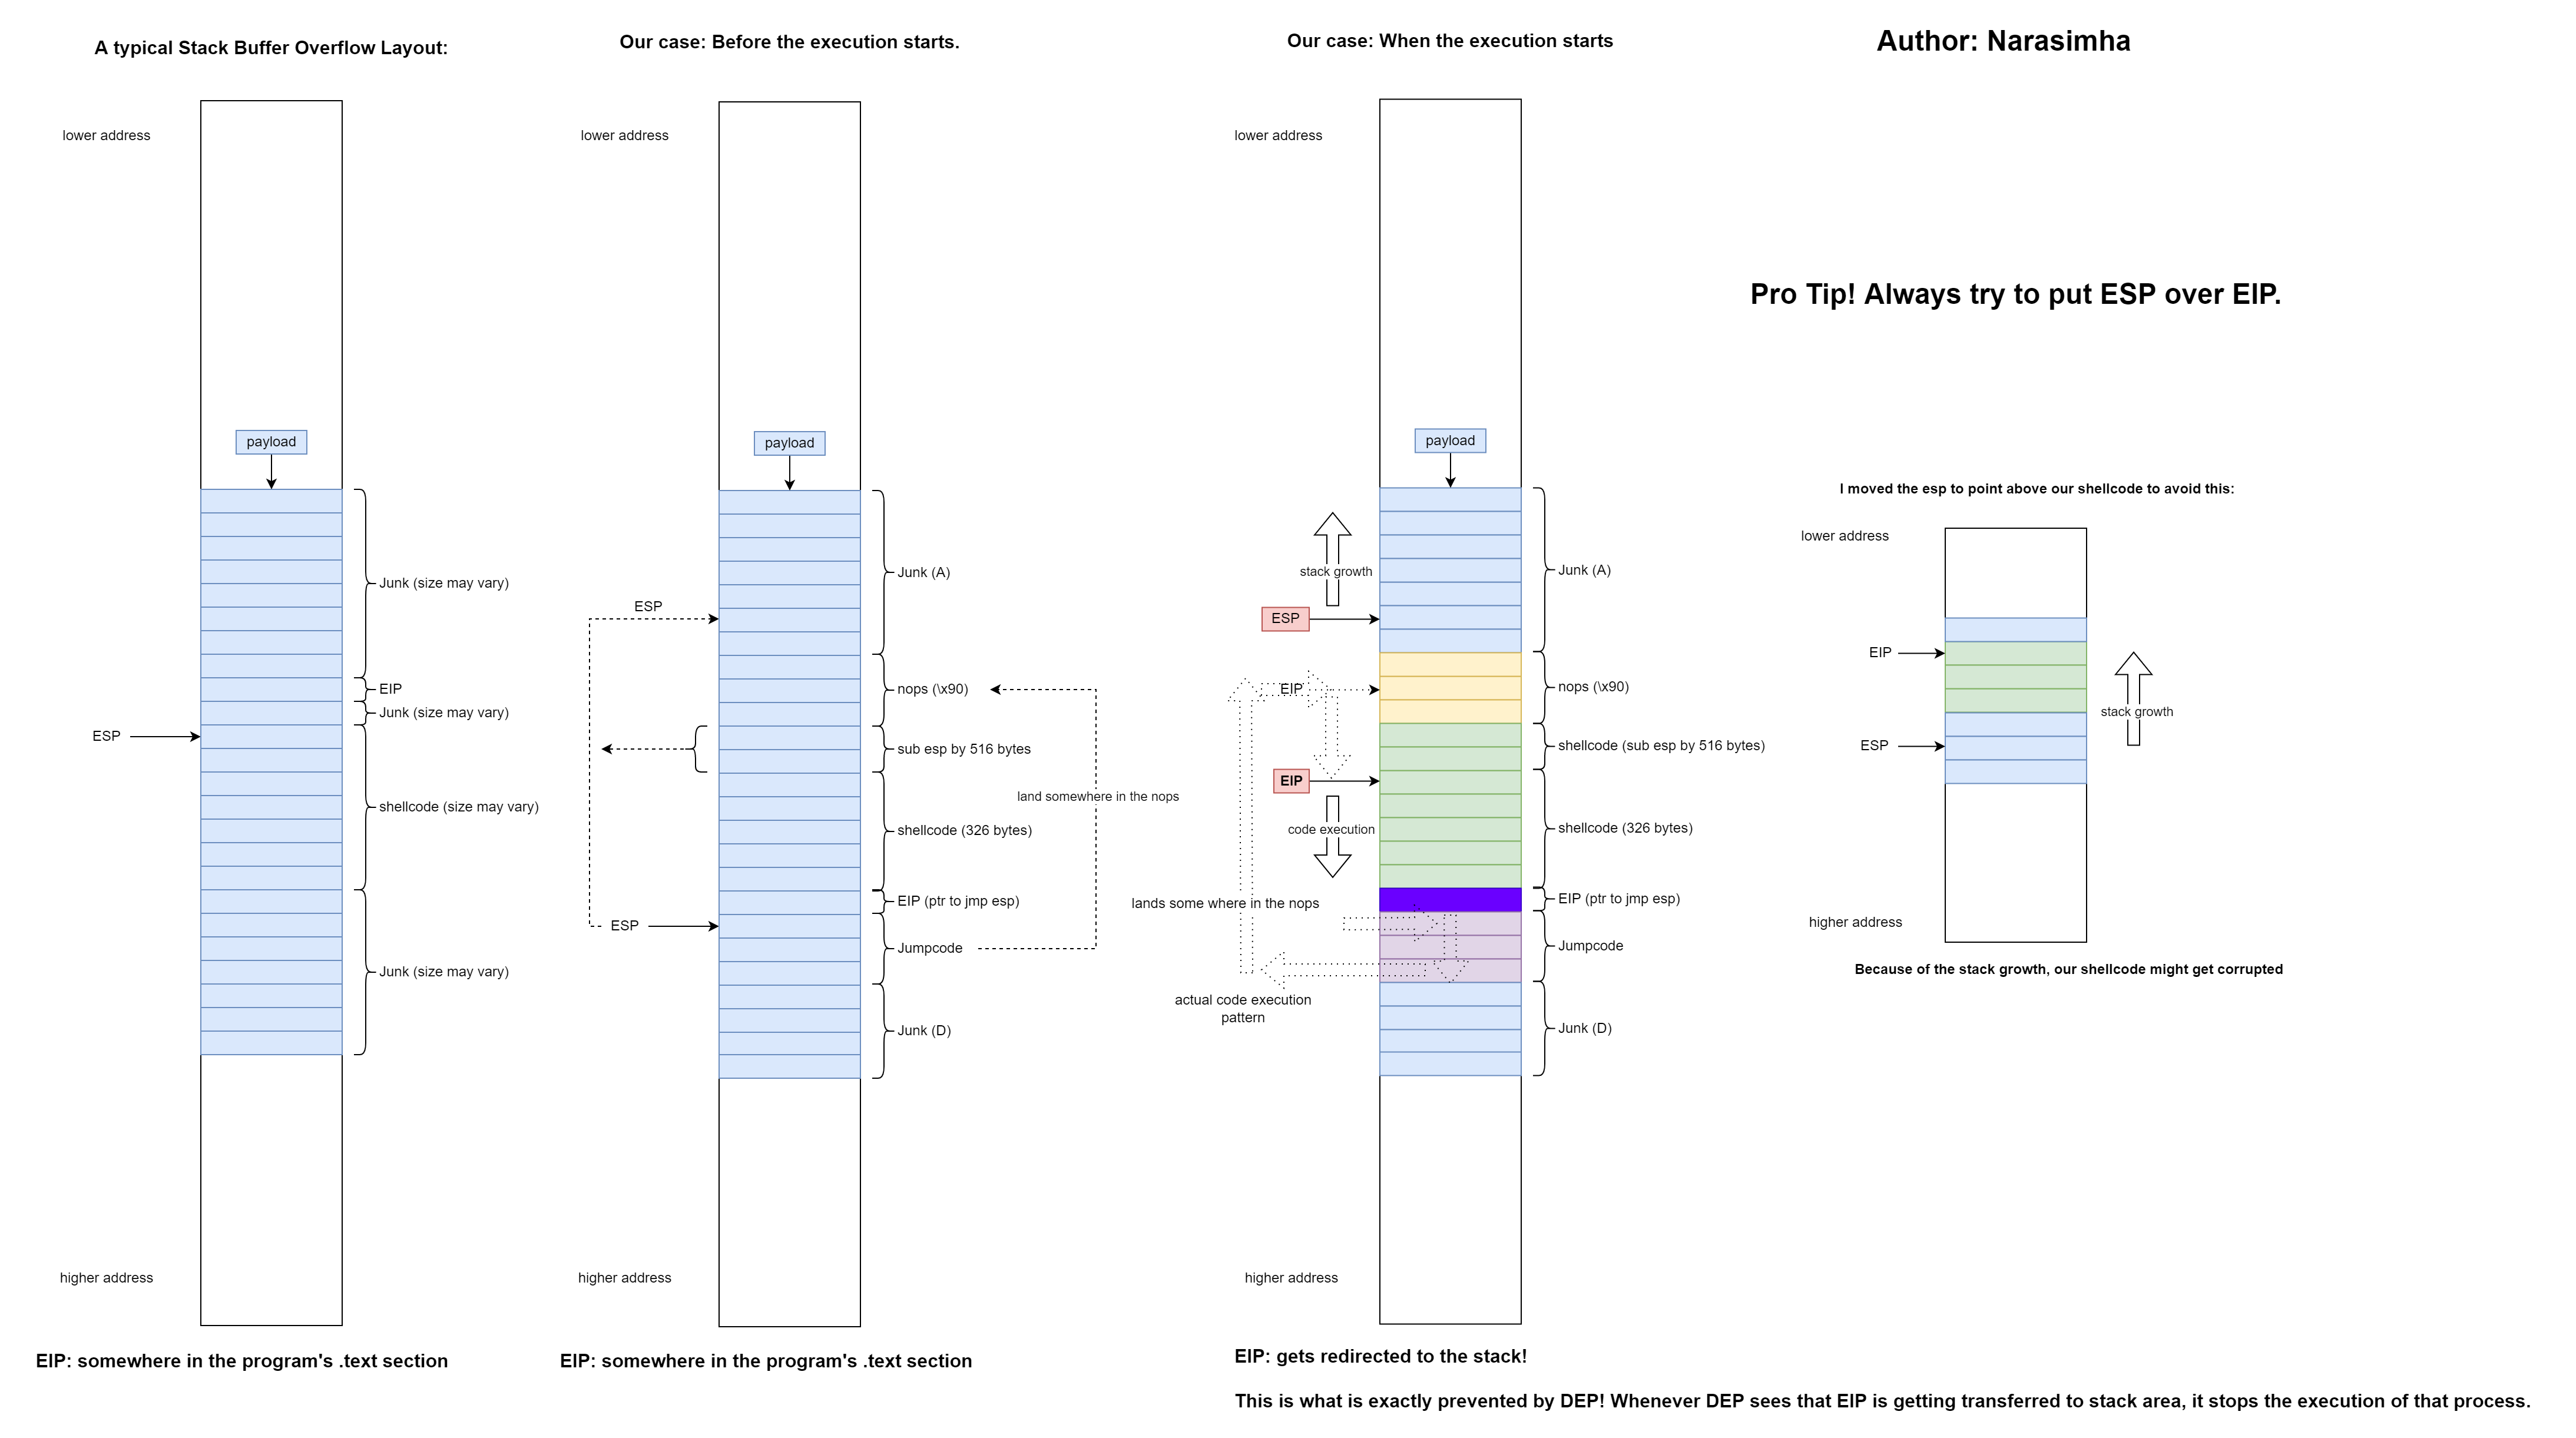 A typical Stack Buffer Overflow Layout:
lower address
payload
Junk (size may vary)
EIP
Junk (size may vary)
ESP
shellcode (size may vary)
Junk (size may vary)
higher address
EIP: somewhere in the program's .text section
Our case: Before the execution starts.
lower address
payload
Junk (A)
ESP
nops (\x90)
sub esp by 516 bytes
land somewhere in the nops
shellcode (326 bytes)
EIP (ptr to jmp esp)
ESP
Jumpcode
Junk (D)
higher address
EIP: somewhere in the program's .text section
Our case: When the execution starts
lower address
payload
stack growth
Junk (A)
ESP
EIP
nops (\x90)
shellcode (sub esp by 516 bytes)
EIP
code execution
shellcode (326 bytes)
lands some where in the nops
EIP (ptr to jmp esp)
Jumpcode
actual code execution
pattern
Junk (D)
higher address
EIP: gets redirected to the stack!
This is what is exactly prevented by DEP! Whenever DEP sees that EIP is getting transferred to stack area, it stops the execution of that process.
Author: Narasimha
Pro Tip! Always try to put ESP over EIP.
I moved the esp to point above our shellcode to avoid this:
lower address
EIP
stack growth
ESP
higher address
Because of the stack growth, our shellcode might get corrupted